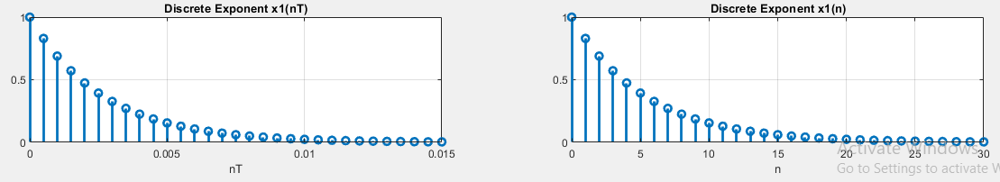 Discrete Exponent x1(nT)
1
0.5
0
0 0.005 0.01 0.015
nT
Discrete Exponent x1(n)
1
0.5
0
0 5 10 15 20 25 30
n
Activate Windows
Go to Settings to activate W